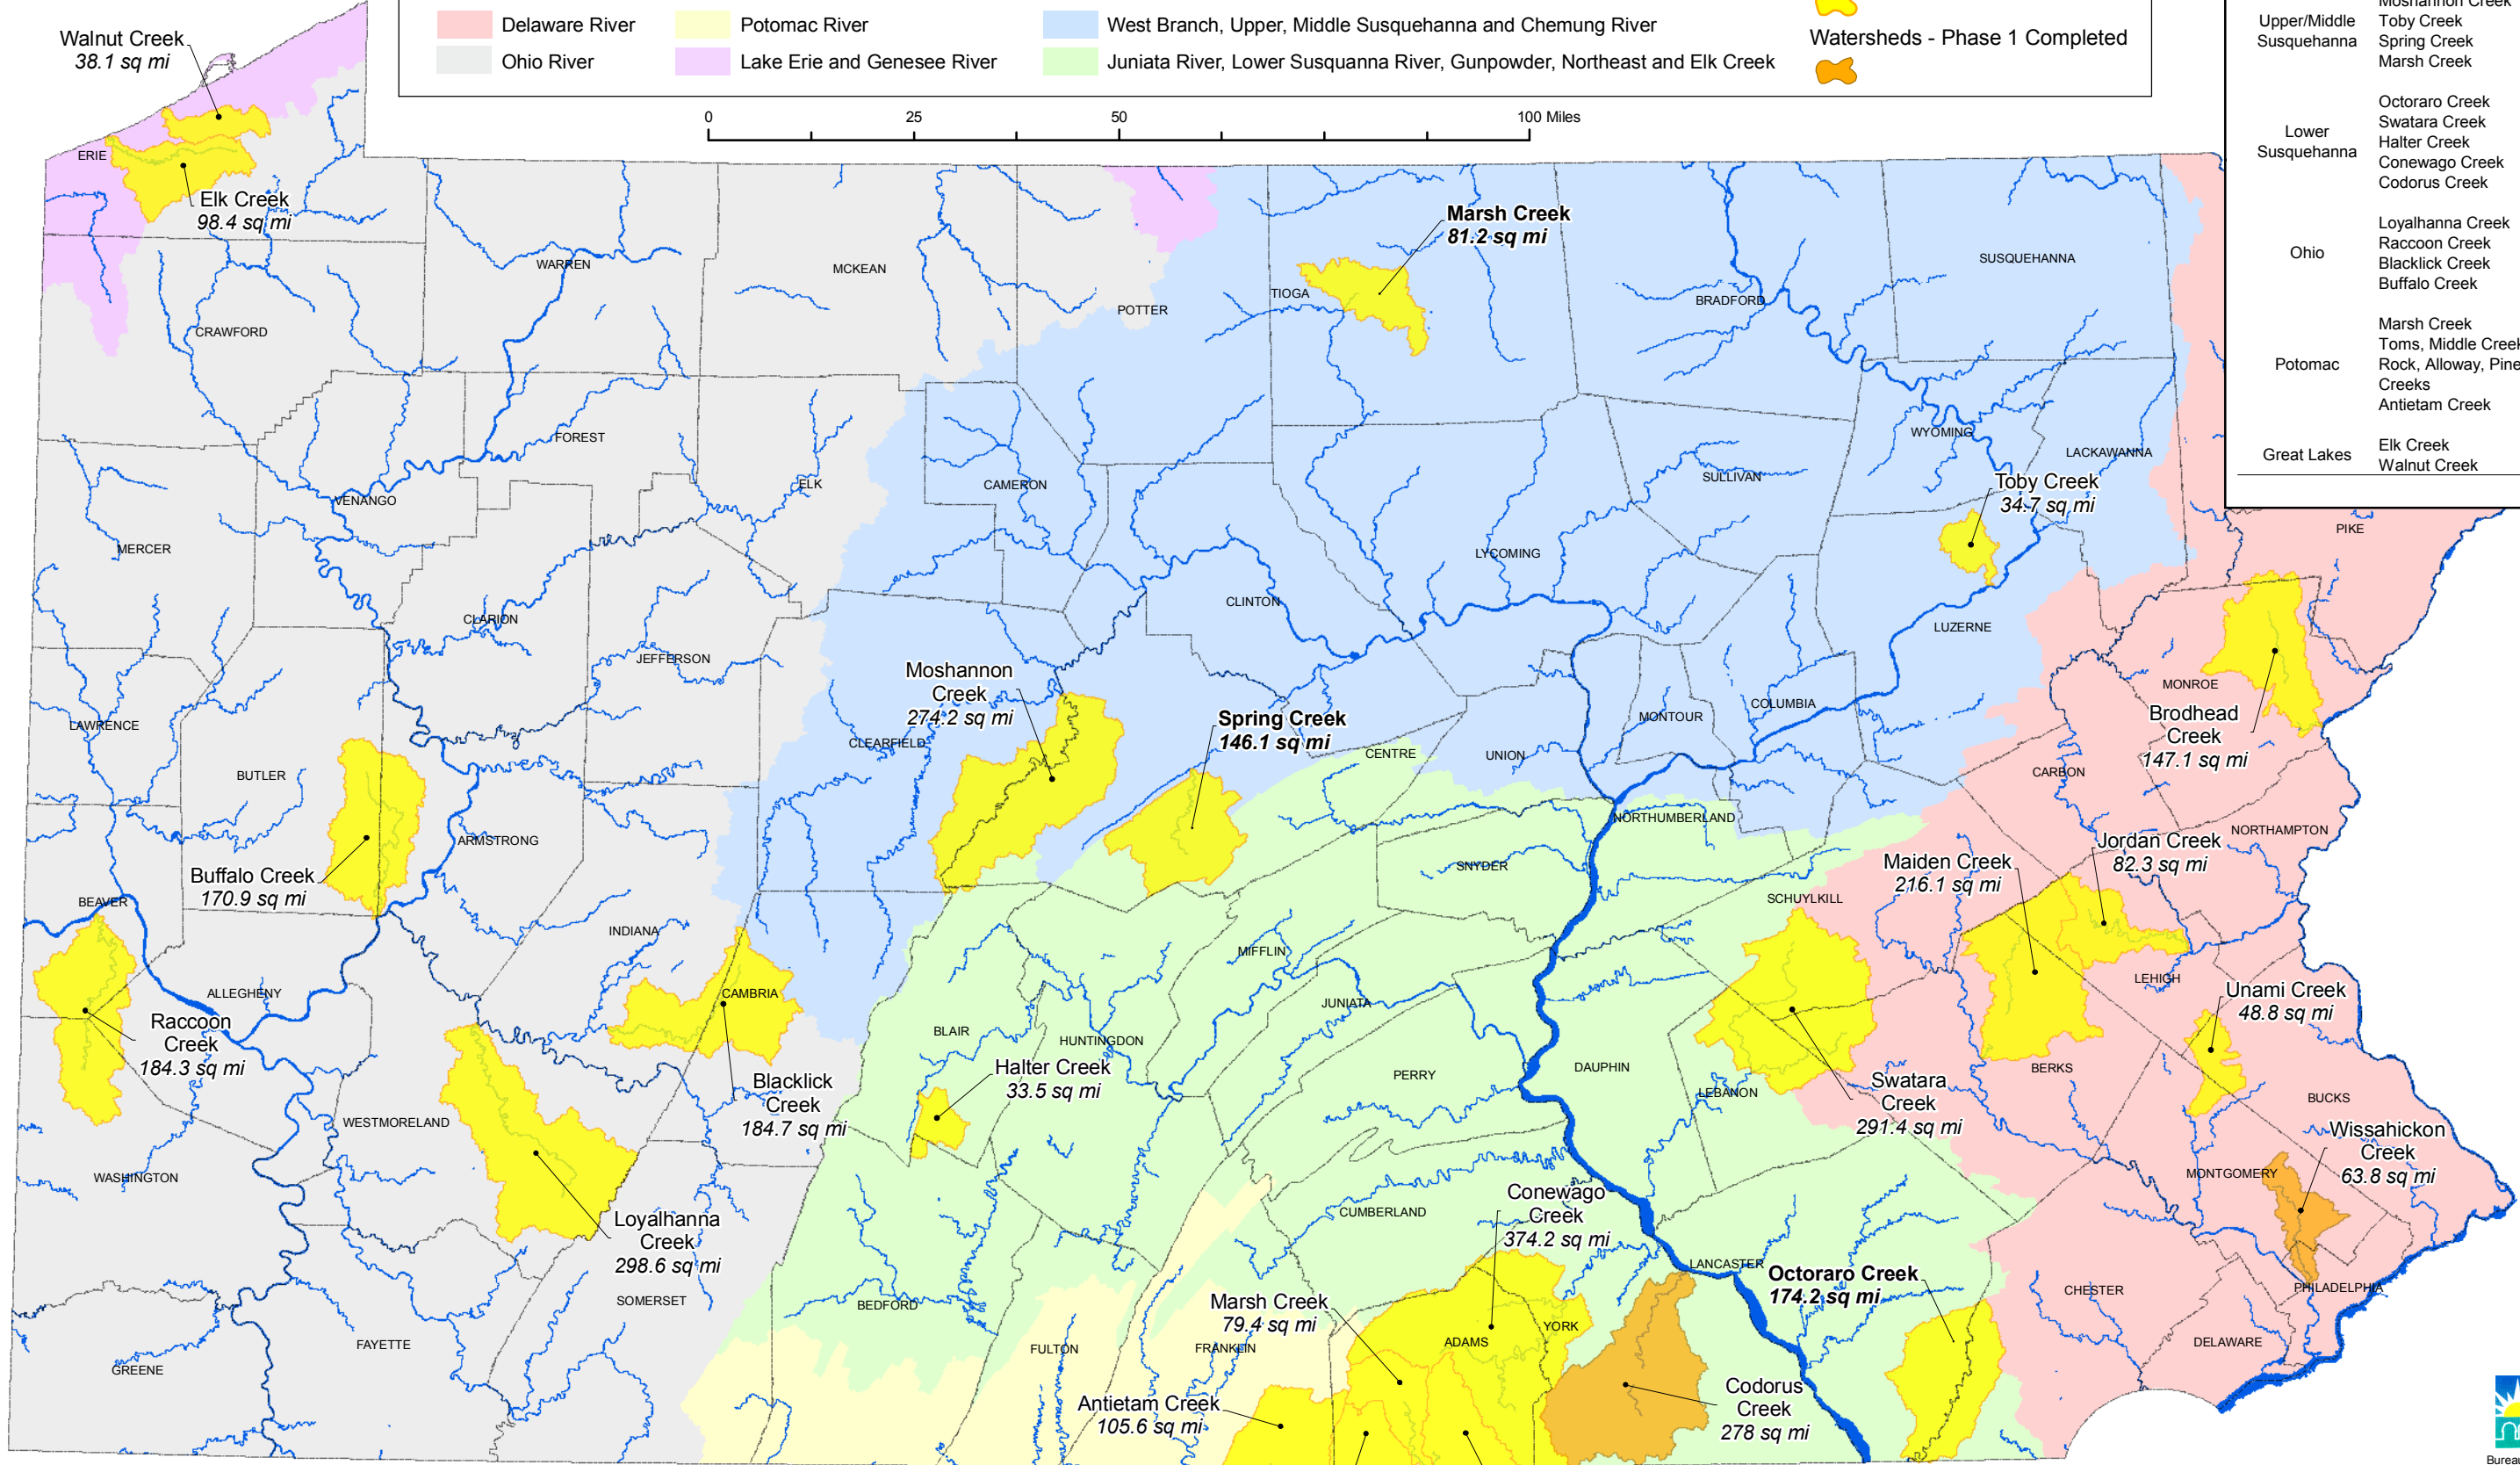 Delaware River
Potomac River
West Branch, Upper, Middle Susquehanna and Chemung River
Ohio River
Lake Erie and Genesee River
Juniata River, Lower Susquanna River, Gunpowder, Northeast and Elk Creek
Watersheds - Phase 1 Completed
0
25
50
100 Miles
Moshannon Creek
Upper/Middle
Susquehanna
Toby Creek
Spring Creek
Marsh Creek
Lower
Susquehanna
Octoraro Creek
Swatara Creek
Halter Creek
Conewago Creek
Codorus Creek
Ohio
Loyalhanna Creek
Raccoon Creek
Blacklick Creek
Buffalo Creek
Potomac
Marsh Creek
Toms, Middle Creek
Rock, Alloway, Pine
Creeks
Antietam Creek
Great Lakes
Elk Creek
Walnut Creek
Walnut Creek
38.1 sq mi
ERIE
Elk Creek
98.4 sq mi
WARREN
MCKEAN
POTTER
Marsh Creek
81.2 sq mi
TIOGA
BRADFORD
SUSQUEHANNA
CRAWFORD
FOREST
VENANGO
ELK
CAMERON
SULLIVAN
WYOMING
LACKAWANNA
Toby Creek
34.7 sq mi
PIKE
MERCER
LYCOMING
CLINTON
CLARION
JEFFERSON
LUZERNE
Moshannon
Creek
274.2 sq mi
Spring Creek
146.1 sq mi
CLEARFIELD
CENTRE
UNION
MONTOUR
COLUMBIA
MONROE
Brodhead
Creek
147.1 sq mi
LAWRENCE
BUTLER
CARBON
ARMSTRONG
NORTHUMBERLAND
NORTHAMPTON
Buffalo Creek
170.9 sq mi
SNYDER
Maiden Creek
216.1 sq mi
Jordan Creek
82.3 sq mi
BEAVER
SCHUYLKILL
INDIANA
MIFFLIN
LEHIGH
ALLEGHENY
CAMBRIA
JUNIATA
Unami Creek
48.8 sq mi
Raccoon
Creek
184.3 sq mi
BLAIR
HUNTINGDON
Halter Creek
33.5 sq mi
PERRY
DAUPHIN
LEBANON
BERKS
Blacklick
Creek
184.7 sq mi
Swatara
Creek
291.4 sq mi
BUCKS
WESTMORELAND
Wissahickon
Creek
63.8 sq mi
WASHINGTON
MONTGOMERY
Conewago
Creek
374.2 sq mi
CUMBERLAND
Loyalhanna
Creek
298.6 sq mi
LANCASTER
Octoraro Creek
174.2 sq mi
CHESTER
PHILADELPHIA
SOMERSET
BEDFORD
Marsh Creek
79.4 sq mi
YORK
ADAMS
FAYETTE
FULTON
FRANKLIN
DELAWARE
GREENE
Antietam Creek
105.6 sq mi
Codorus
Creek
278 sq mi